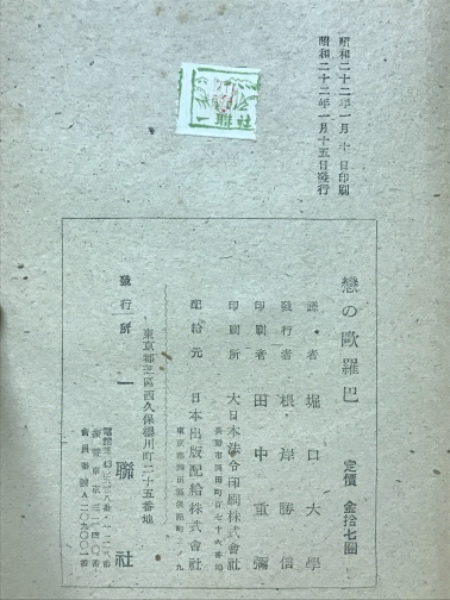 昭和二十二年一月十日印刷
昭和二十二年一月十五日發行
戀の歐羅巴 定價 金拾七圓
譯者 堀口大學
發行者 根岸勝信
印刷者 田中重彌
印刷所 大日本法令印刷株式會社
配給元 日本出版配給株式會社
東京都芝區西久保櫻川町二十五番地
發行所 一聯社
一聯社